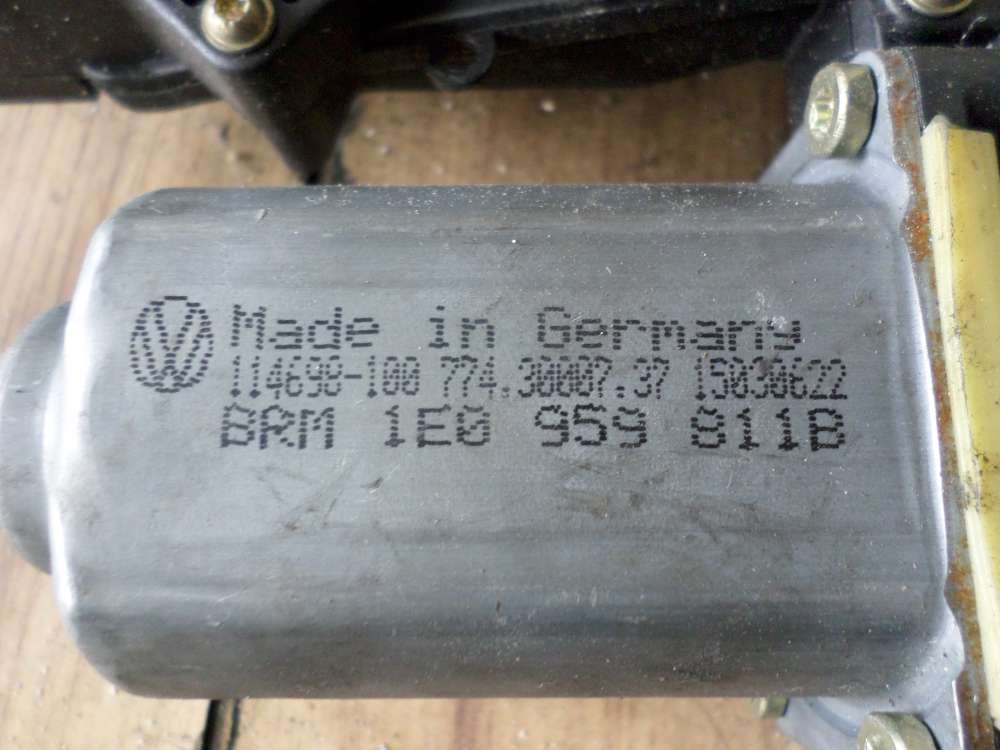 Made in Germany
114698-100 774.30007.37 15030622
BRM 1E0 959 811B